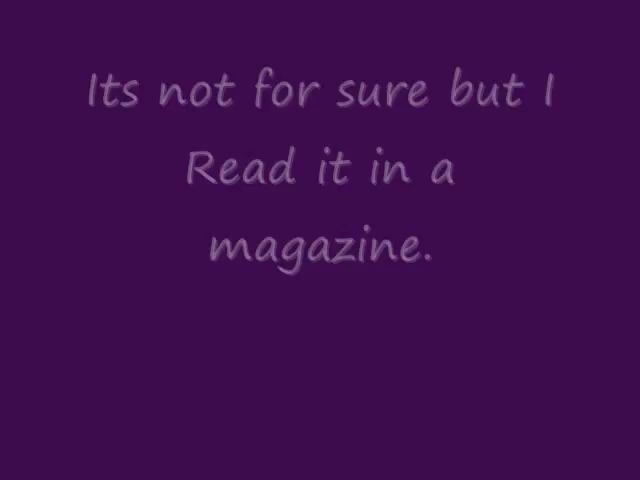 Its not for sure but I
Read it in a
magazine.